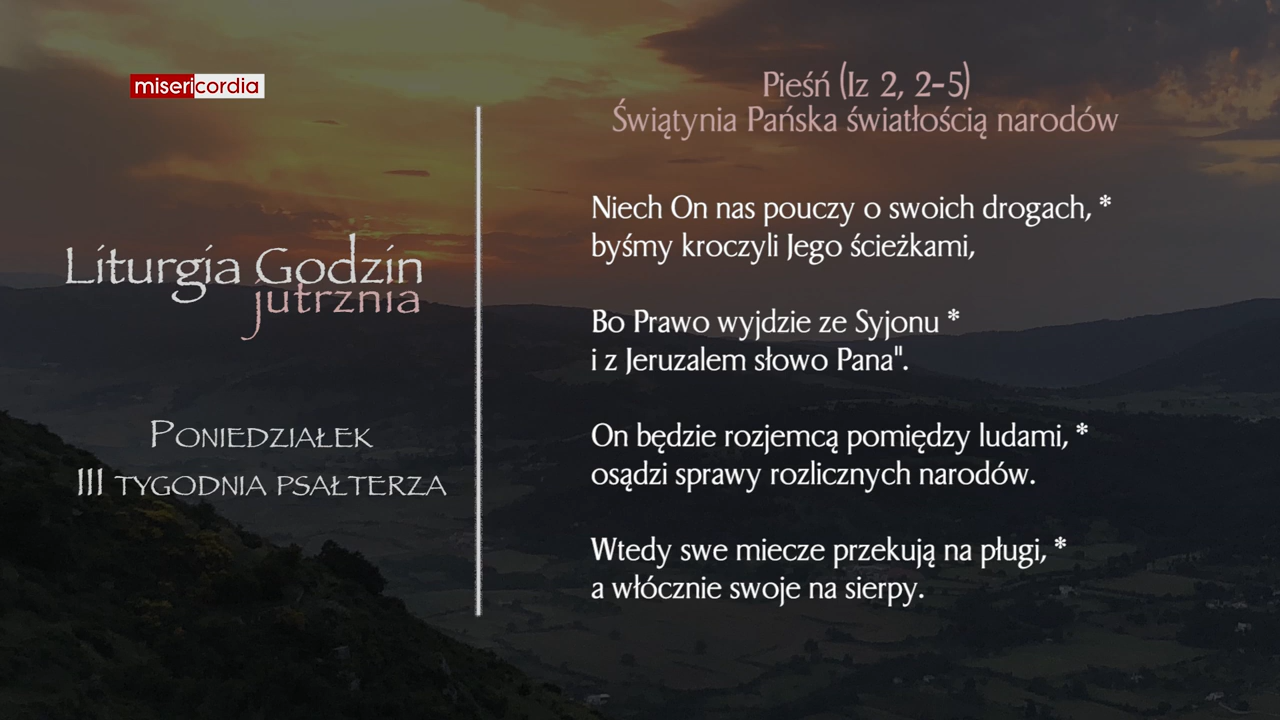 misericordia
Liturgia Godzin
jutrznia
Poniedziałek
III tygodnia psałterza
Pieśń (Iz 2, 2-5)
Świątynia Pańska światłością narodów
Niech On nas pouczy o swoich drogach, *
byśmy kroczyli Jego ścieżkami,
Bo Prawo wyjdzie ze Syjonu *
i z Jeruzalem słowo Pana".
On będzie rozjemcą pomiędzy ludami, *
osądzi sprawy rozlicznych narodów.
Wtedy swe miecze przekują na pługi, *
a włócznie swoje na sierpy.